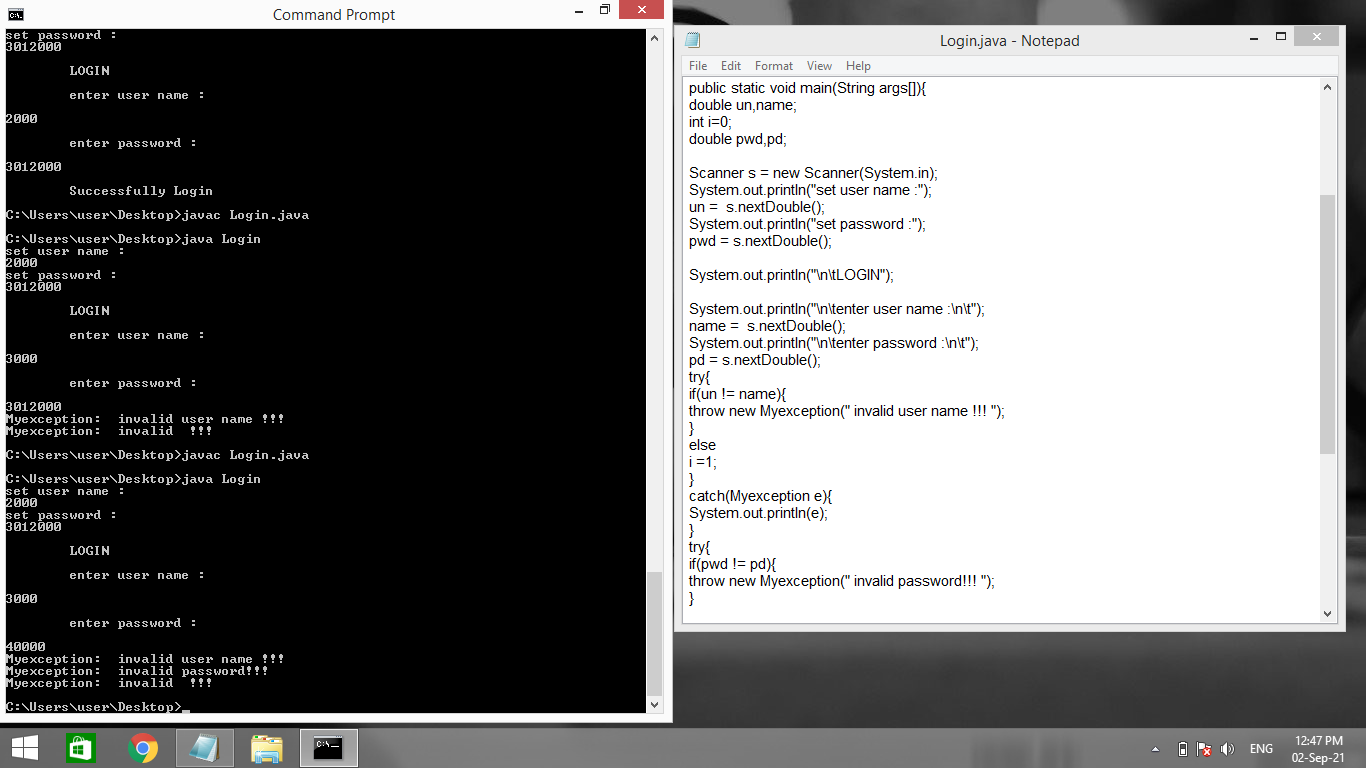 Command Prompt
set password :
3012000
LOGIN
enter user name :
2000
enter password :
3012000
Successfully Login
C:\Users\user\Desktop>javac Login.java
C:\Users\user\Desktop>java Login
set user name :
2000
set password :
3012000
LOGIN
enter user name :
3000
enter password :
3012000
Myexception:  invalid user name !!!
Myexception:  invalid  !!!
C:\Users\user\Desktop>javac Login.java
C:\Users\user\Desktop>java Login
set user name :
2000
set password :
3012000
LOGIN
enter user name :
3000
enter password :
40000
Myexception:  invalid user name !!!
Myexception:  invalid password!!!
Myexception:  invalid  !!!
C:\Users\user\Desktop>_
Login.java - Notepad
File Edit Format View Help
public static void main(String args[]){
double un,name;
int i=0;
double pwd,pd;
Scanner s = new Scanner(System.in);
System.out.println("set user name :");
un =  s.nextDouble();
System.out.println("set password :");
pwd = s.nextDouble();
System.out.println("\n\tLOGIN");
System.out.println("\n\tenter user name :\n\t");
name =  s.nextDouble();
System.out.println("\n\tenter password :\n\t");
pd = s.nextDouble();
try{
if(un != name){
throw new Myexception(" invalid user name !!! ");
}
else
i =1;
}
catch(Myexception e){
System.out.println(e);
}
try{
if(pwd != pd){
throw new Myexception(" invalid password!!! ");
}
C:\.
ENG
12:47 PM
02-Sep-21